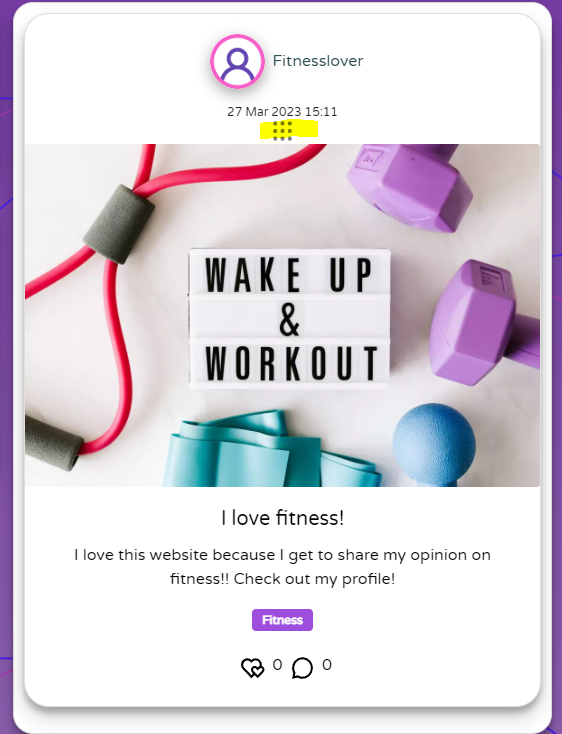 Fitnesslover
27 Mar 2023 15:11
WAKE UP
&
WORKOUT
I love fitness!
I love this website because I get to share my opinion on
fitness!! Check out my profile!
Fitness
0 0